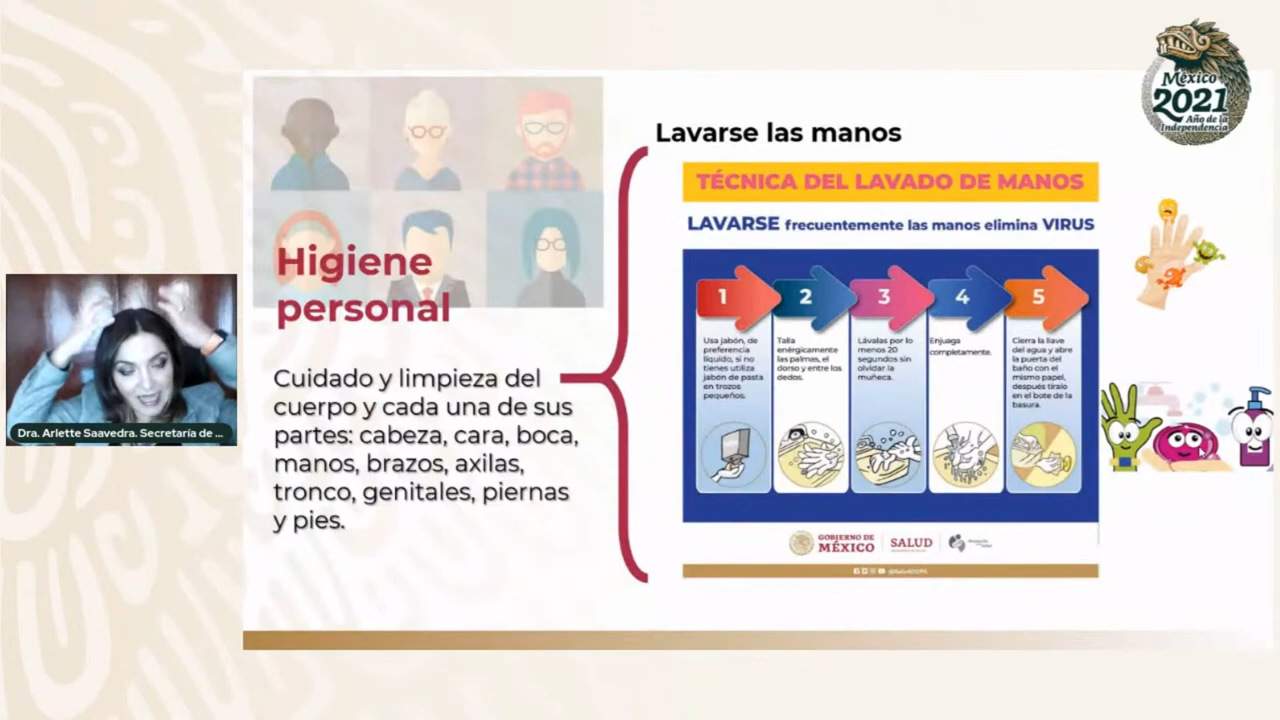 México
2021
Año de la
Independencia
Lavarse las manos
TÉCNICA DEL LAVADO DE MANOS
LAVARSE frecuentemente las manos elimina VIRUS
Higiene
personal
Cuidado y limpieza del
cuerpo y cada una de sus
partes: cabeza, cara, boca,
manos, brazos, axilas,
tronco, genitales, piernas
y pies.
1
Usa jabón, de
preferencia
líquido, si no
tienes utiliza
jabón de pasta
en trozos
pequeños.
2
Talla
enérgicamente
las palmas, el
dorso y entre los
dedos.
3
Lávalas por lo
menos 20
segundos sin
olvidar la
muñeca.
4
Enjuaga
completamente.
5
Cierra la llave
del agua y abre
la puerta del
baño con el
mismo papel,
después tíralo
en el bote de la
basura.
GOBIERNO DE
MÉXICO
SALUD
Dra. Arlette Saavedra. Secretaría de ...